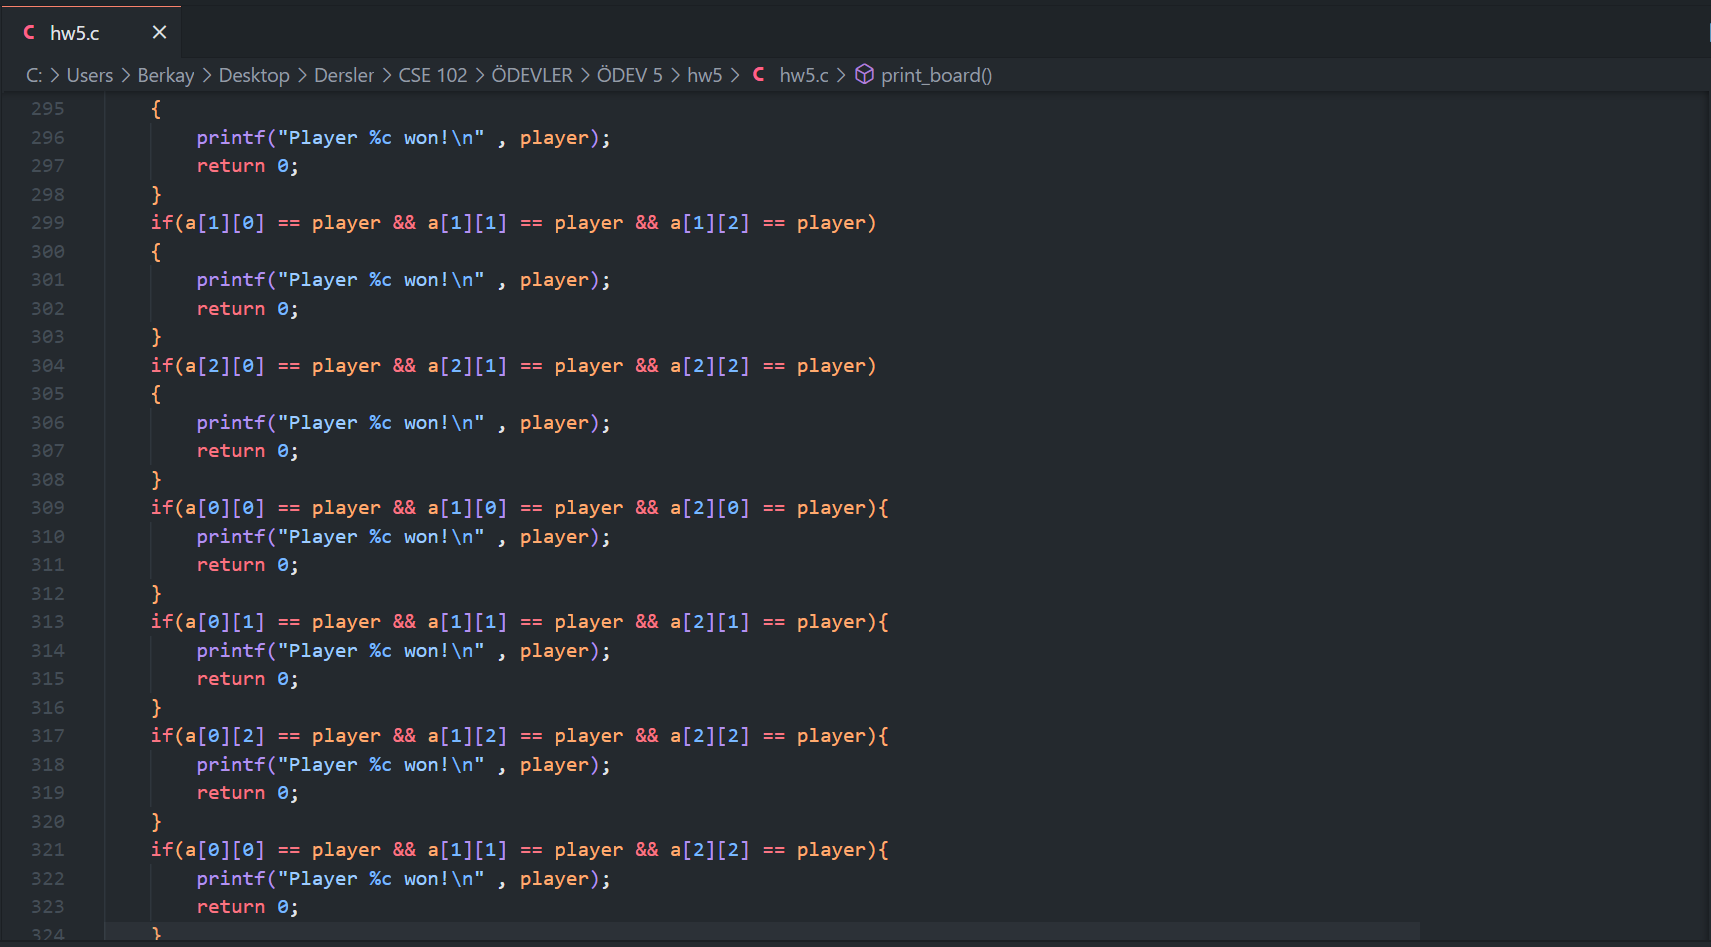 C hw5.c ×
C: > Users > Berkay > Desktop > Dersler > CSE 102 > ÖDEVLER > ÖDEV 5 > hw5 > C hw5.c > print_board()
295 {
296 printf("Player %c won!\n" , player);
297 return 0;
298 }
299 if(a[1][0] == player && a[1][1] == player && a[1][2] == player)
300 {
301 printf("Player %c won!\n" , player);
302 return 0;
303 }
304 if(a[2][0] == player && a[2][1] == player && a[2][2] == player)
305 {
306 printf("Player %c won!\n" , player);
307 return 0;
308 }
309 if(a[0][0] == player && a[1][0] == player && a[2][0] == player){
310 printf("Player %c won!\n" , player);
311 return 0;
312 }
313 if(a[0][1] == player && a[1][1] == player && a[2][1] == player){
314 printf("Player %c won!\n" , player);
315 return 0;
316 }
317 if(a[0][2] == player && a[1][2] == player && a[2][2] == player){
318 printf("Player %c won!\n" , player);
319 return 0;
320 }
321 if(a[0][0] == player && a[1][1] == player && a[2][2] == player){
322 printf("Player %c won!\n" , player);
323 return 0;
324 }